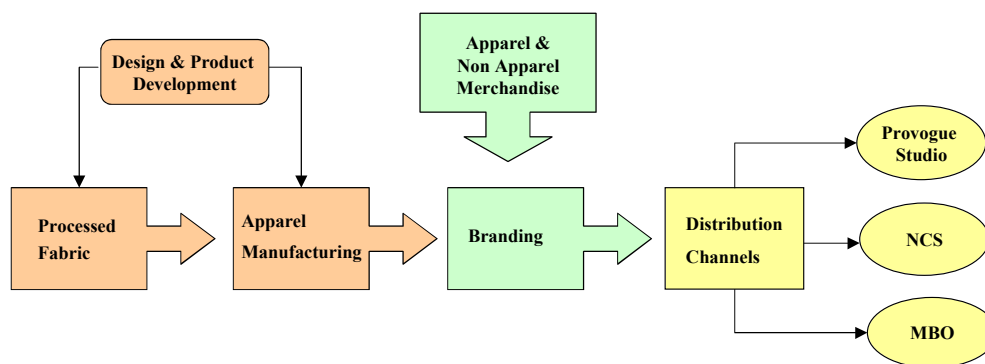 Design & Product
Development
Apparel &
Non Apparel
Merchandise
Processed
Fabric
Apparel
Manufacturing
Branding
Distribution
Channels
Provogue
Studio
NCS
MBO